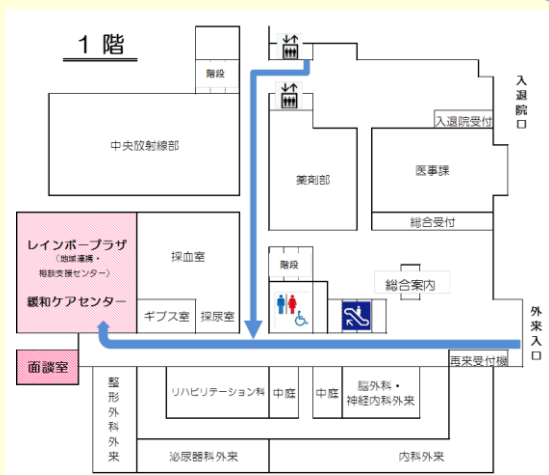 1 階
階段
入退院口
中央放射線部
入退院受付
薬剤部
医事課
総合受付
レインボープラザ
（地域連携・
相談支援センター）
緩和ケアセンター
採血室
階段
総合案内
ギプス室
採尿室
外来入口
面談室
再来受付機
整形外科外来
リハビリテーション科
中庭
中庭
脳外科・
神経内科外来
泌尿器科外来
内科外来